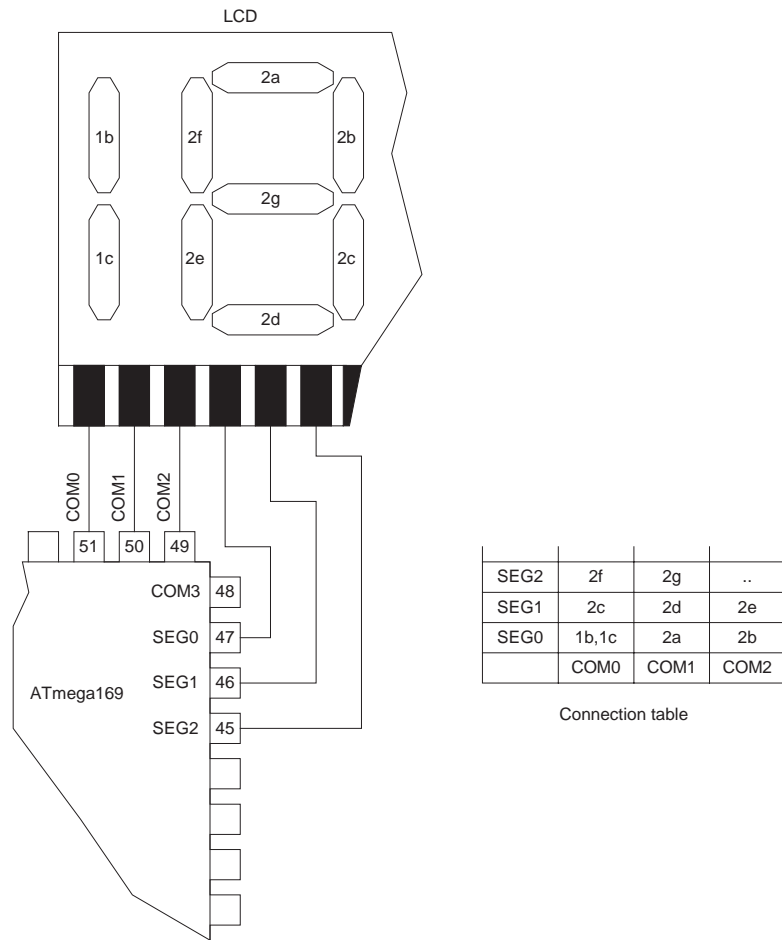 LCD
2a
1b 2f 2b
2g
1c 2e 2c
2d
COM0 COM1 COM2
51 50 49
COM3 48
SEG0 47
SEG1 46
ATmega169
SEG2 45
SEG2 2f 2g ..
SEG1 2c 2d 2e
SEG0 1b,1c 2a 2b
COM0 COM1 COM2
Connection table